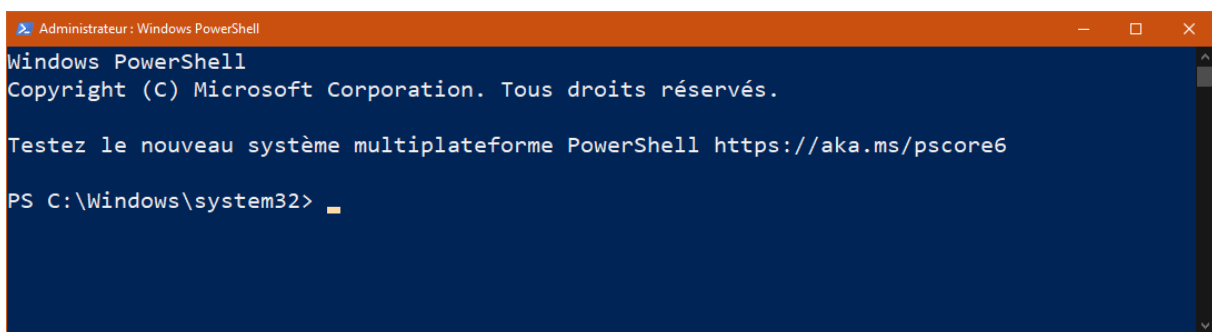 Administrateur : Windows PowerShell
Windows PowerShell
Copyright (C) Microsoft Corporation. Tous droits réservés.
Testez le nouveau système multiplateforme PowerShell https://aka.ms/pscore6
PS C:\Windows\system32>